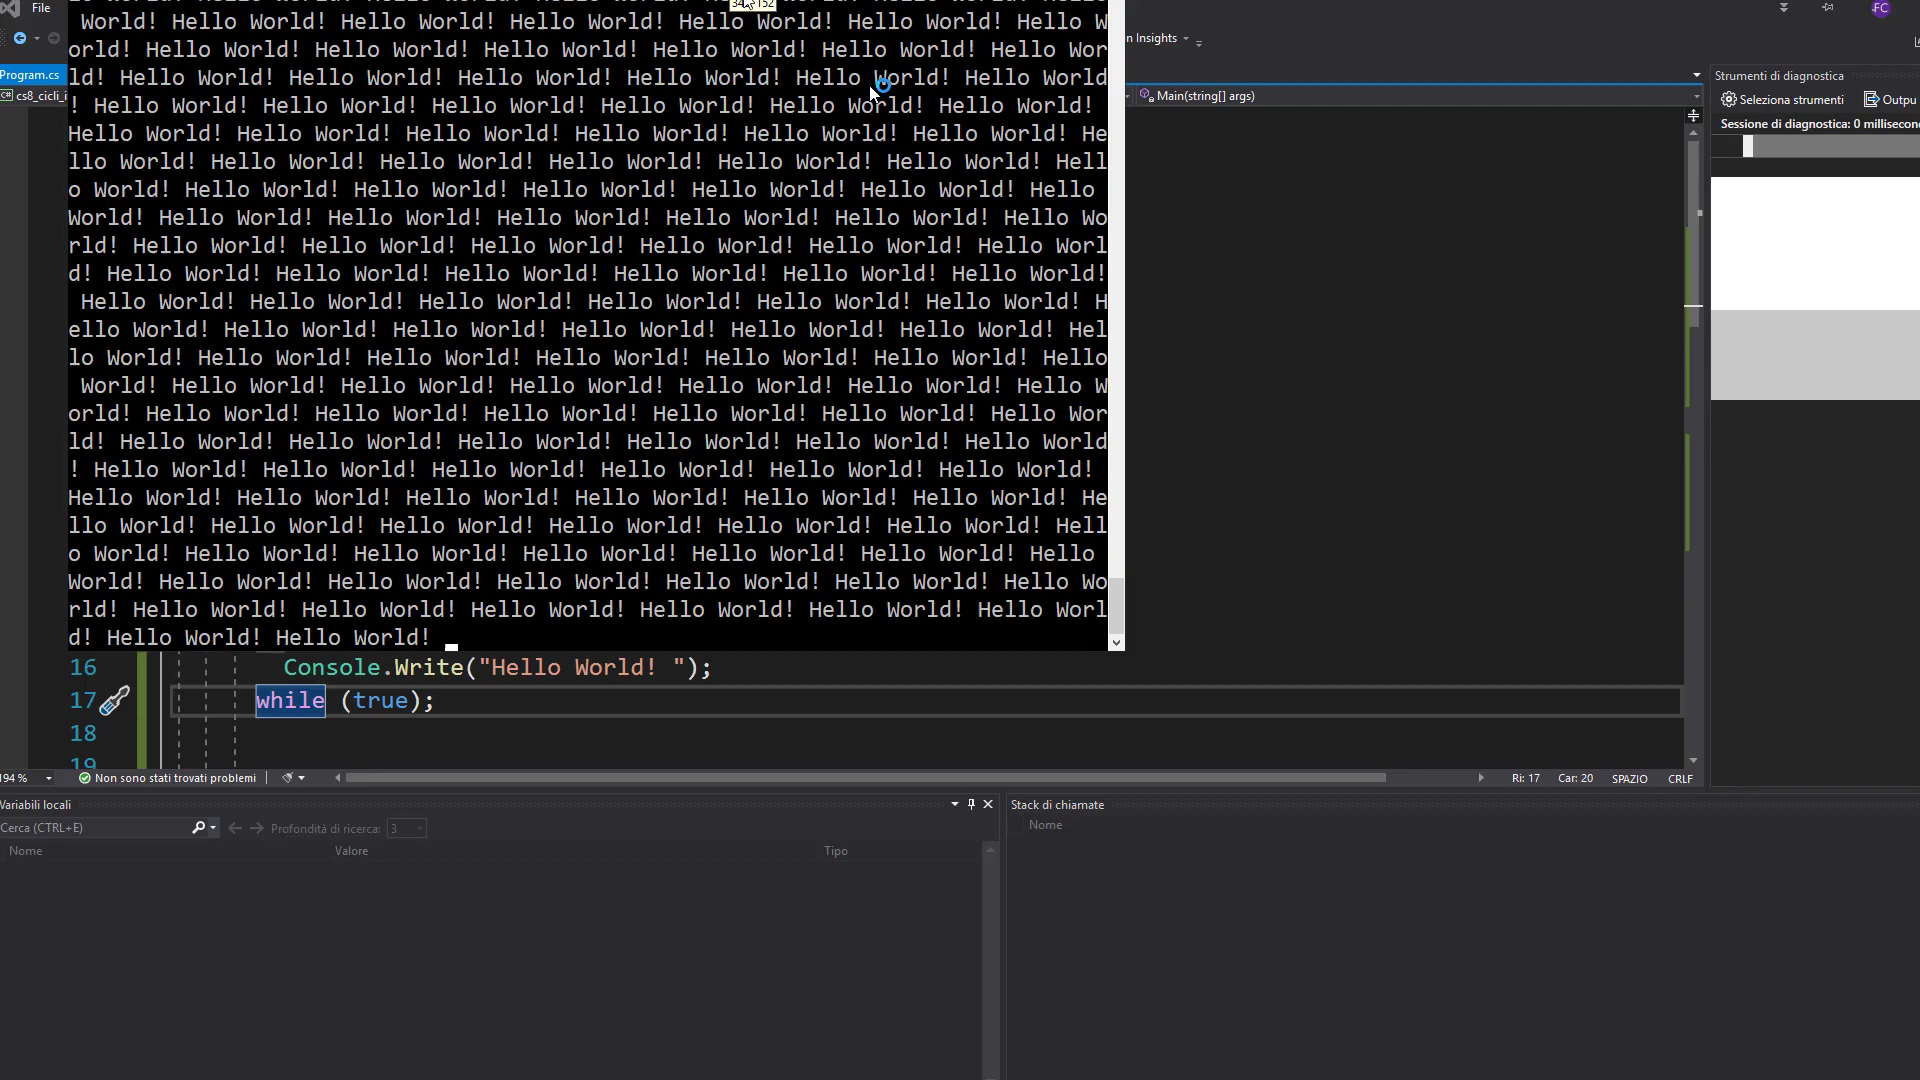 File
World! Hello World! Hello World! Hello World! Hello World! Hello World! Hello W
orld! Hello World! Hello World! Hello World! Hello World! Hello World! Hello Wor
n Insights
ld! Hello World! Hello World! Hello World! Hello World! Hello World! Hello World
Program.cs
Strumenti di diagnostica
cs8_cicli_i
! Hello World! Hello World! Hello World! Hello World! Hello World! Hello World!
Main(string[] args)
Seleziona strumenti
Outpu
Sessione di diagnostica: 0 millisecon
Hello World! Hello World! Hello World! Hello World! Hello World! Hello World! He
llo World! Hello World! Hello World! Hello World! Hello World! Hello World! Hell
o World! Hello World! Hello World! Hello World! Hello World! Hello World! Hello
World! Hello World! Hello World! Hello World! Hello World! Hello World! Hello Wo
rld! Hello World! Hello World! Hello World! Hello World! Hello World! Hello Worl
d! Hello World! Hello World! Hello World! Hello World! Hello World! Hello World!
Hello World! Hello World! Hello World! Hello World! Hello World! Hello World! H
ello World! Hello World! Hello World! Hello World! Hello World! Hello World! Hel
lo World! Hello World! Hello World! Hello World! Hello World! Hello World! Hello
World! Hello World! Hello World! Hello World! Hello World! Hello World! Hello W
orld! Hello World! Hello World! Hello World! Hello World! Hello World! Hello Wor
ld! Hello World! Hello World! Hello World! Hello World! Hello World! Hello World
! Hello World! Hello World! Hello World! Hello World! Hello World! Hello World!
Hello World! Hello World! Hello World! Hello World! Hello World! Hello World! He
llo World! Hello World! Hello World! Hello World! Hello World! Hello World! Hell
o World! Hello World! Hello World! Hello World! Hello World! Hello World! Hello
World! Hello World! Hello World! Hello World! Hello World! Hello World! Hello Wo
rld! Hello World! Hello World! Hello World! Hello World! Hello World! Hello Worl
d! Hello World! Hello World!
16 Console.Write("Hello World! ");
17 while (true);
18
19
194 %
Non sono stati trovati problemi
Ri: 17
Car: 20
SPAZIO
CRLF
Variabili locali
Cerca (CTRL+E)
Profondità di ricerca: 3
Nome
Valore
Tipo
Stack di chiamate
Nome
FC